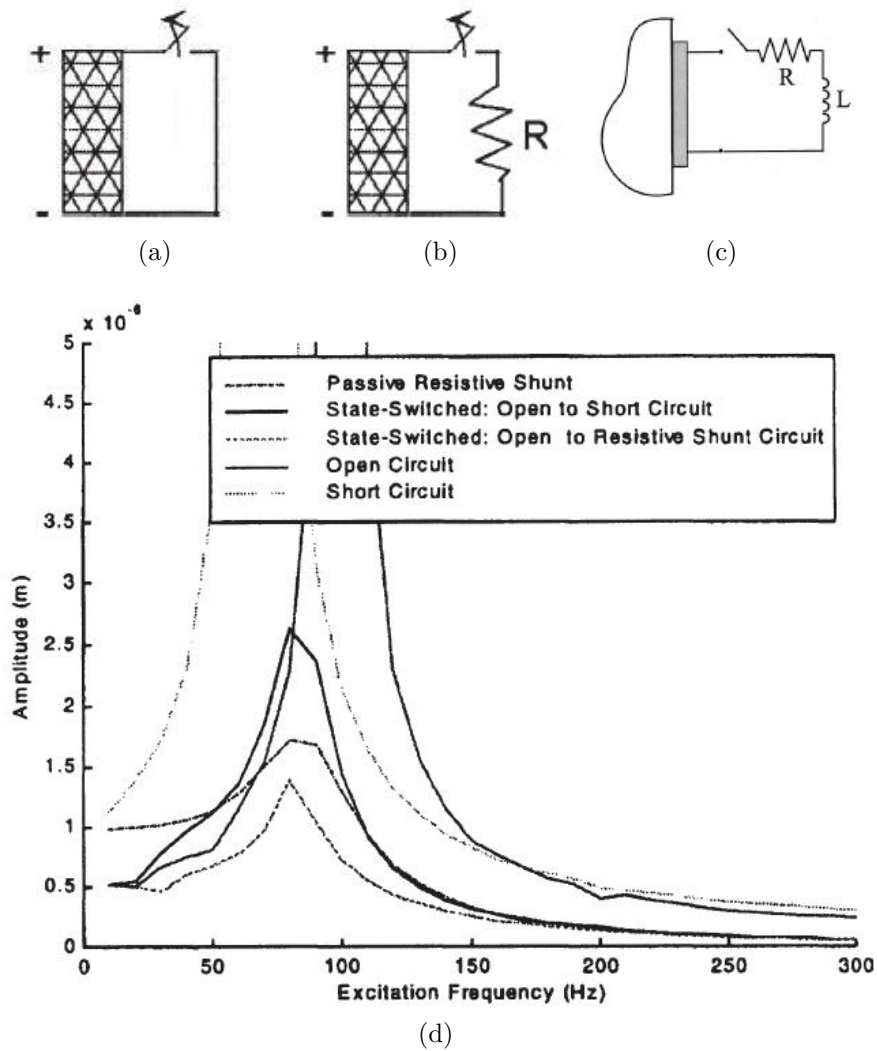 +
-
(a)
+
R
-
(b)
R
L
(c)
x 10⁻⁶
5
4.5
4
3.5
3
2.5
2
1.5
1
0.5
0
Amplitude (m)
Passive Resistive Shunt
State-Switched: Open to Short Circuit
State-Switched: Open to Resistive Shunt Circuit
Open Circuit
Short Circuit
0 50 100 150 200 250 300
Excitation Frequency (Hz)
(d)